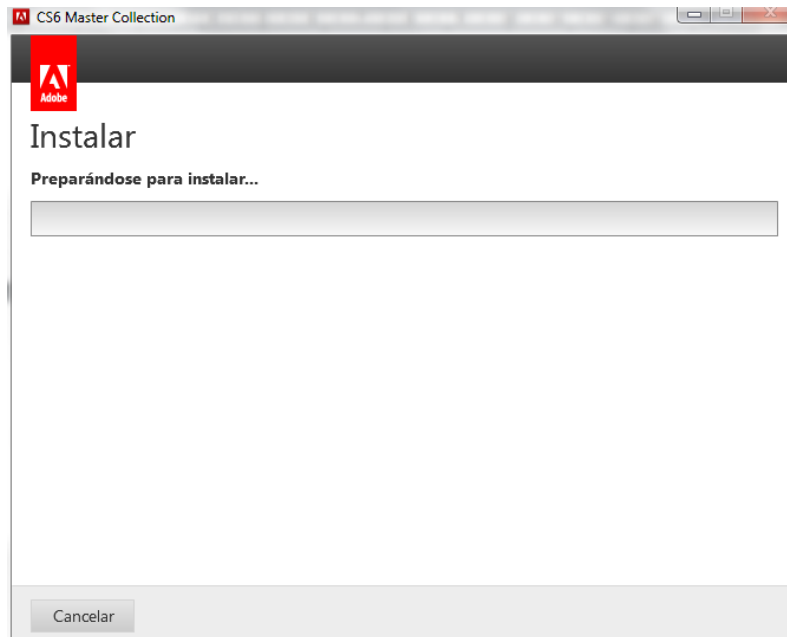 CS6 Master Collection
Adobe
Instalar
Preparándose para instalar...
Cancelar